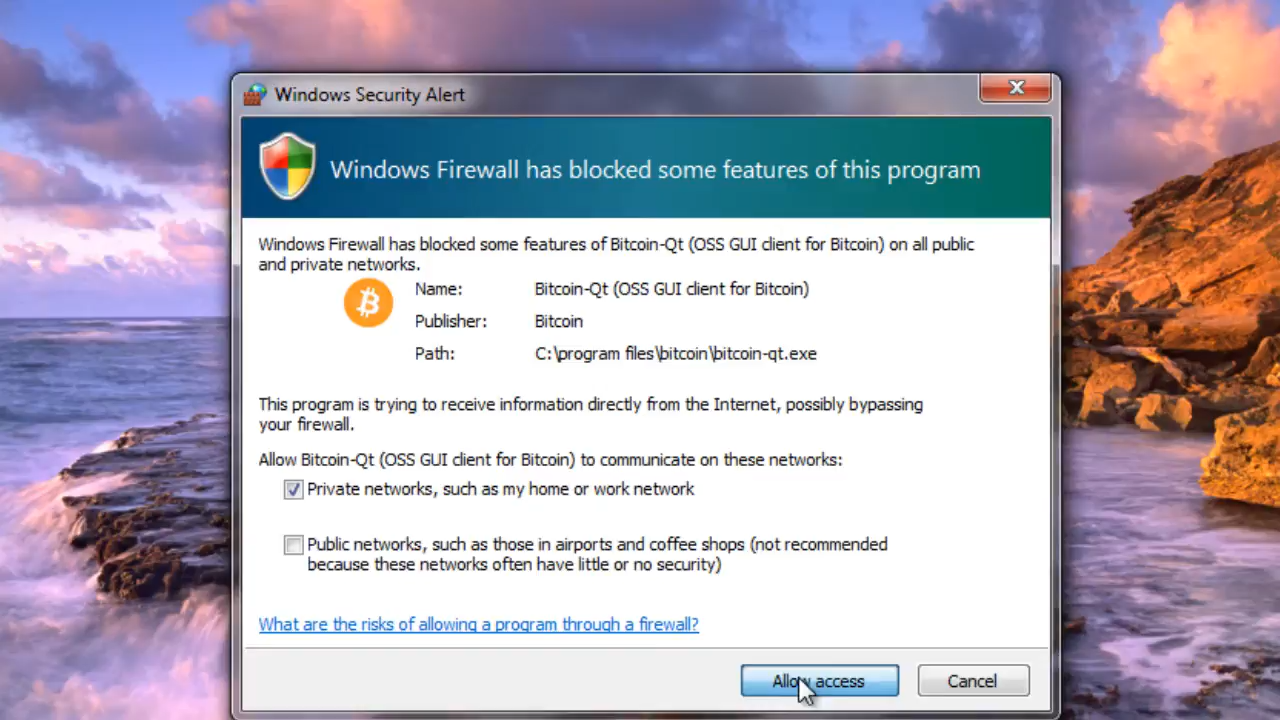 Windows Security Alert
Windows Firewall has blocked some features of this program
Windows Firewall has blocked some features of Bitcoin-Qt (OSS GUI client for Bitcoin) on all public
and private networks.
Name: Bitcoin-Qt (OSS GUI client for Bitcoin)
Publisher: Bitcoin
Path: C:\program files\bitcoin\bitcoin-qt.exe
This program is trying to receive information directly from the Internet, possibly bypassing
your firewall.
Allow Bitcoin-Qt (OSS GUI client for Bitcoin) to communicate on these networks:
Private networks, such as my home or work network
Public networks, such as those in airports and coffee shops (not recommended
because these networks often have little or no security)
What are the risks of allowing a program through a firewall?
Allow access Cancel